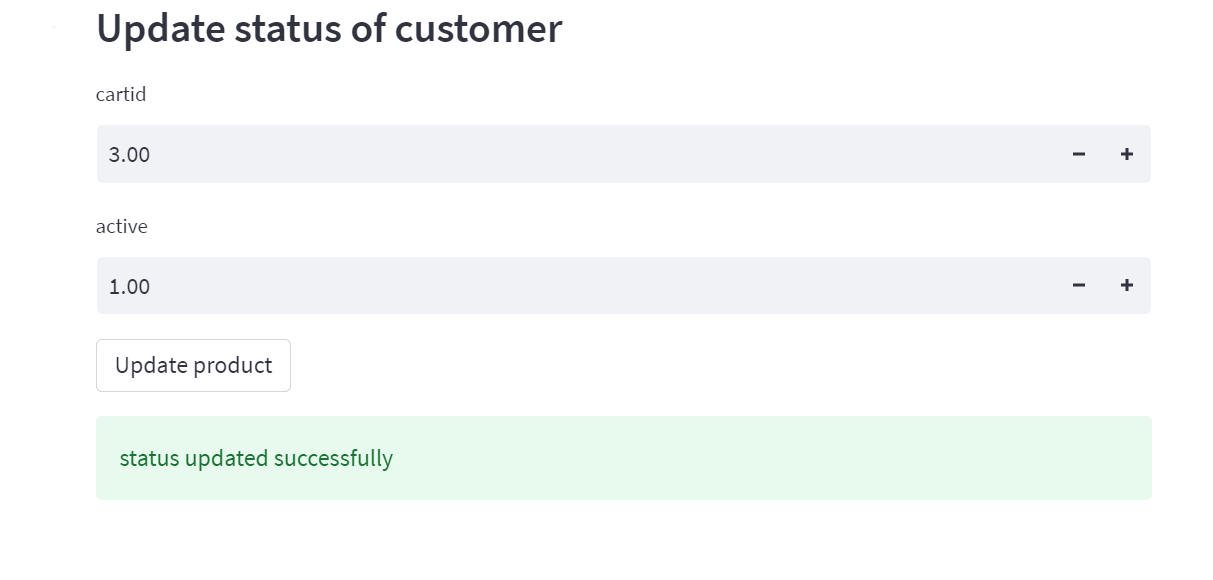 Update status of customer
cartid
3.00
active
1.00
Update product
status updated successfully